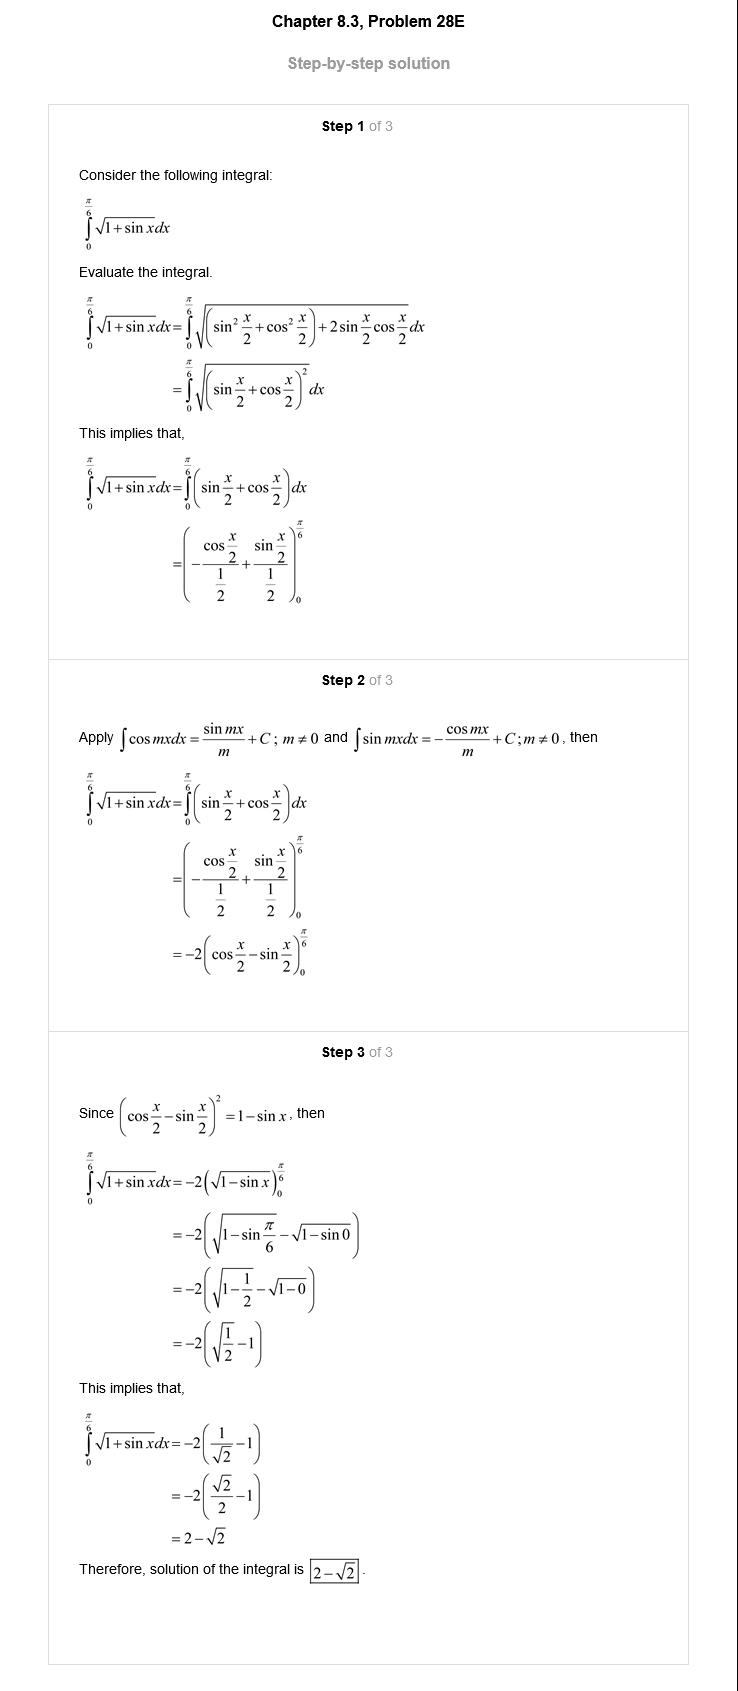 Chapter 8.3, Problem 28E
Step-by-step solution
Step 1 of 3
Consider the following integral:
$\int_0^{\frac{\pi}{6}} \sqrt{1+\sin x}dx$
Evaluate the integral.
$\int_0^{\frac{\pi}{6}} \sqrt{1+\sin x}dx = \int_0^{\frac{\pi}{6}} \sqrt{\left(\sin^2 \frac{x}{2}+\cos^2 \frac{x}{2}\right)+2\sin\frac{x}{2}\cos\frac{x}{2}}dx$
$= \int_0^{\frac{\pi}{6}} \sqrt{\left(\sin\frac{x}{2}+\cos\frac{x}{2}\right)^2} dx$
This implies that,
$\int_0^{\frac{\pi}{6}} \sqrt{1+\sin x}dx = \int_0^{\frac{\pi}{6}} \left(\sin\frac{x}{2}+\cos\frac{x}{2}\right)dx$
$= \left(-\frac{\cos\frac{x}{2}}{\frac{1}{2}}+\frac{\sin\frac{x}{2}}{\frac{1}{2}}\right)_0^{\frac{\pi}{6}}$
Step 2 of 3
Apply $\int \cos mxdx = \frac{\sin mx}{m}+C; m \neq 0$ and $\int \sin mxdx = -\frac{\cos mx}{m}+C; m \neq 0$, then
$\int_0^{\frac{\pi}{6}} \sqrt{1+\sin x}dx = \int_0^{\frac{\pi}{6}} \left(\sin\frac{x}{2}+\cos\frac{x}{2}\right)dx$
$= \left(-\frac{\cos\frac{x}{2}}{\frac{1}{2}}+\frac{\sin\frac{x}{2}}{\frac{1}{2}}\right)_0^{\frac{\pi}{6}}$
$= -2\left(\cos\frac{x}{2}-\sin\frac{x}{2}\right)_0^{\frac{\pi}{6}}$
Step 3 of 3
Since $\left(\cos\frac{x}{2}-\sin\frac{x}{2}\right)^2 = 1-\sin x$, then
$\int_0^{\frac{\pi}{6}} \sqrt{1+\sin x}dx = -2\left(\sqrt{1-\sin x}\right)_0^{\frac{\pi}{6}}$
$= -2\left(\sqrt{1-\sin\frac{\pi}{6}}-\sqrt{1-\sin 0}\right)$
$= -2\left(\sqrt{1-\frac{1}{2}}-\sqrt{1-0}\right)$
$= -2\left(\sqrt{\frac{1}{2}}-1\right)$
This implies that,
$\int_0^{\frac{\pi}{6}} \sqrt{1+\sin x}dx = -2\left(\frac{1}{\sqrt{2}}-1\right)$
$= -2\left(\frac{\sqrt{2}}{2}-1\right)$
$= 2-\sqrt{2}$
Therefore, solution of the integral is $\boxed{2-\sqrt{2}}$.